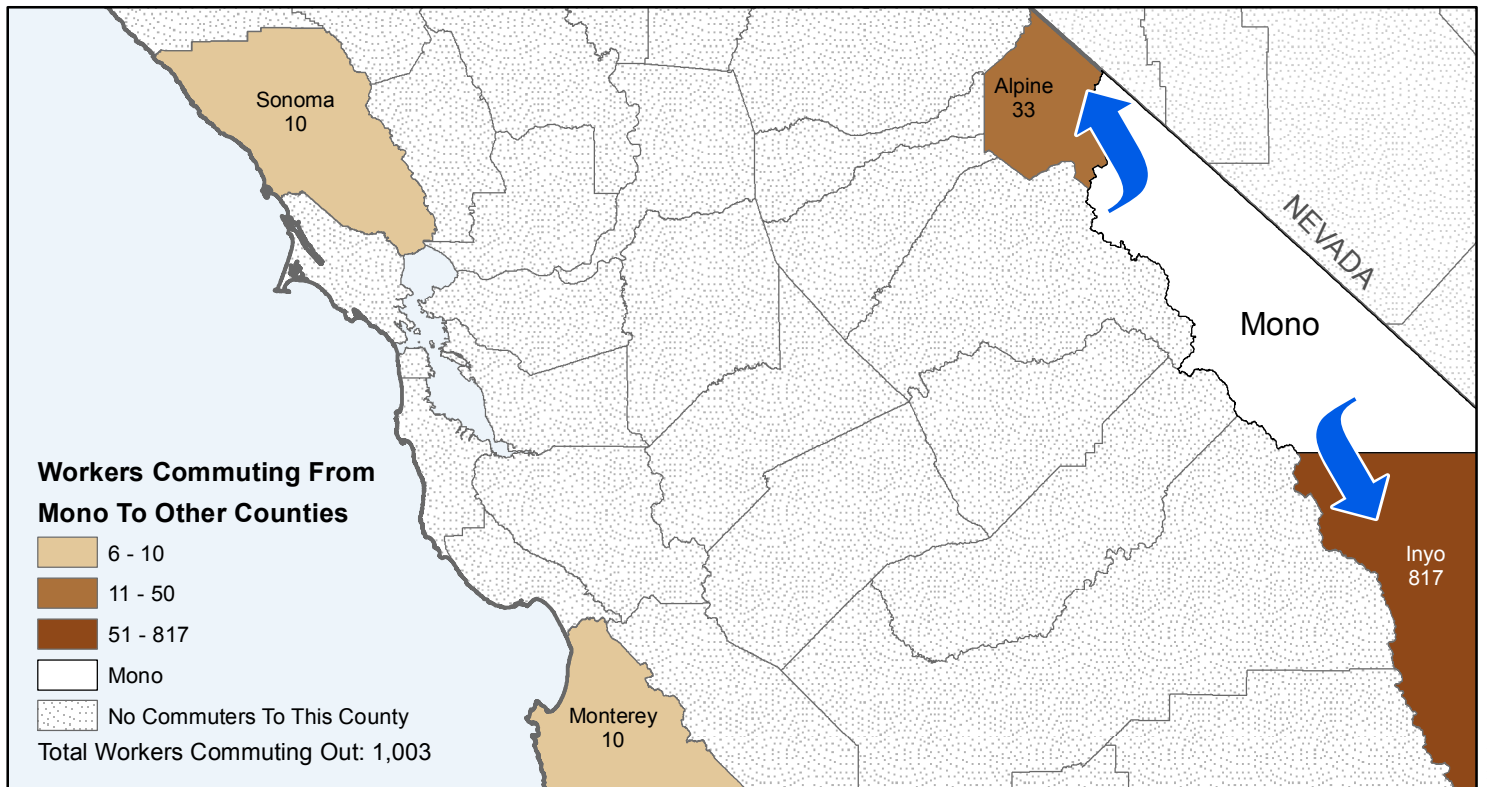 Sonoma
10
Alpine
33
NEVADA
Mono
Inyo
817
Monterey
10
Workers Commuting From
Mono To Other Counties
6 - 10
11 - 50
51 - 817
Mono
No Commuters To This County
Total Workers Commuting Out: 1,003